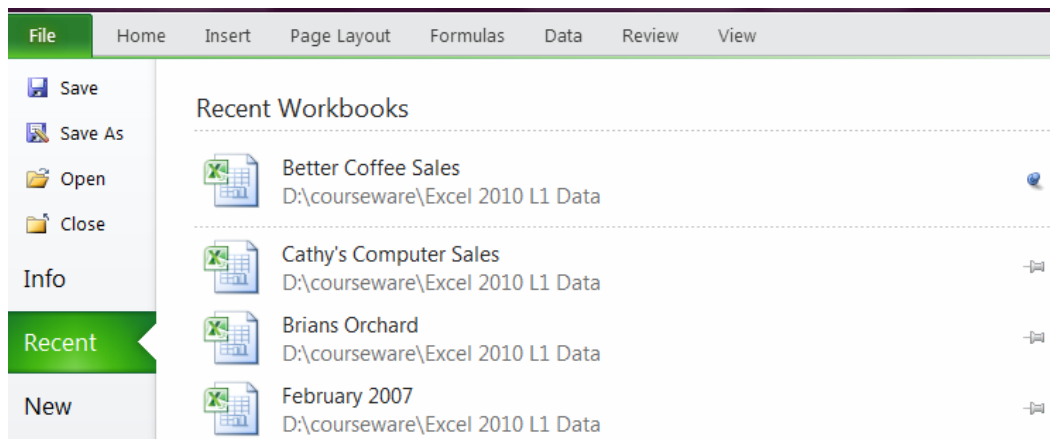 File Home Insert Page Layout Formulas Data Review View
Save
Save As
Open
Close
Info
Recent
New
Recent Workbooks
Better Coffee Sales
D:\courseware\Excel 2010 L1 Data
Cathy's Computer Sales
D:\courseware\Excel 2010 L1 Data
Brians Orchard
D:\courseware\Excel 2010 L1 Data
February 2007
D:\courseware\Excel 2010 L1 Data